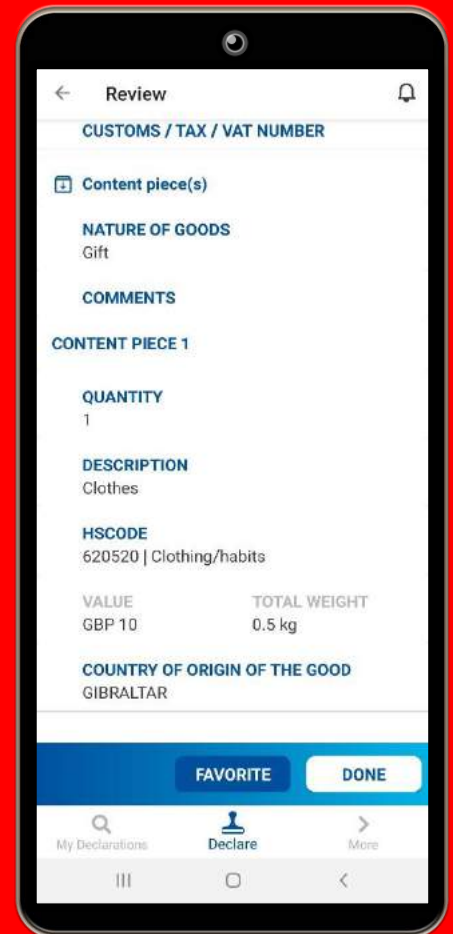 Review
CUSTOMS / TAX / VAT NUMBER
Content piece(s)
NATURE OF GOODS
Gift
COMMENTS
CONTENT PIECE 1
QUANTITY
1
DESCRIPTION
Clothes
HSCODE
620520 | Clothing/habits
VALUE TOTAL WEIGHT
GBP 10 0.5 kg
COUNTRY OF ORIGIN OF THE GOOD
GIBRALTAR
FAVORITE DONE
My Declarations Declare More